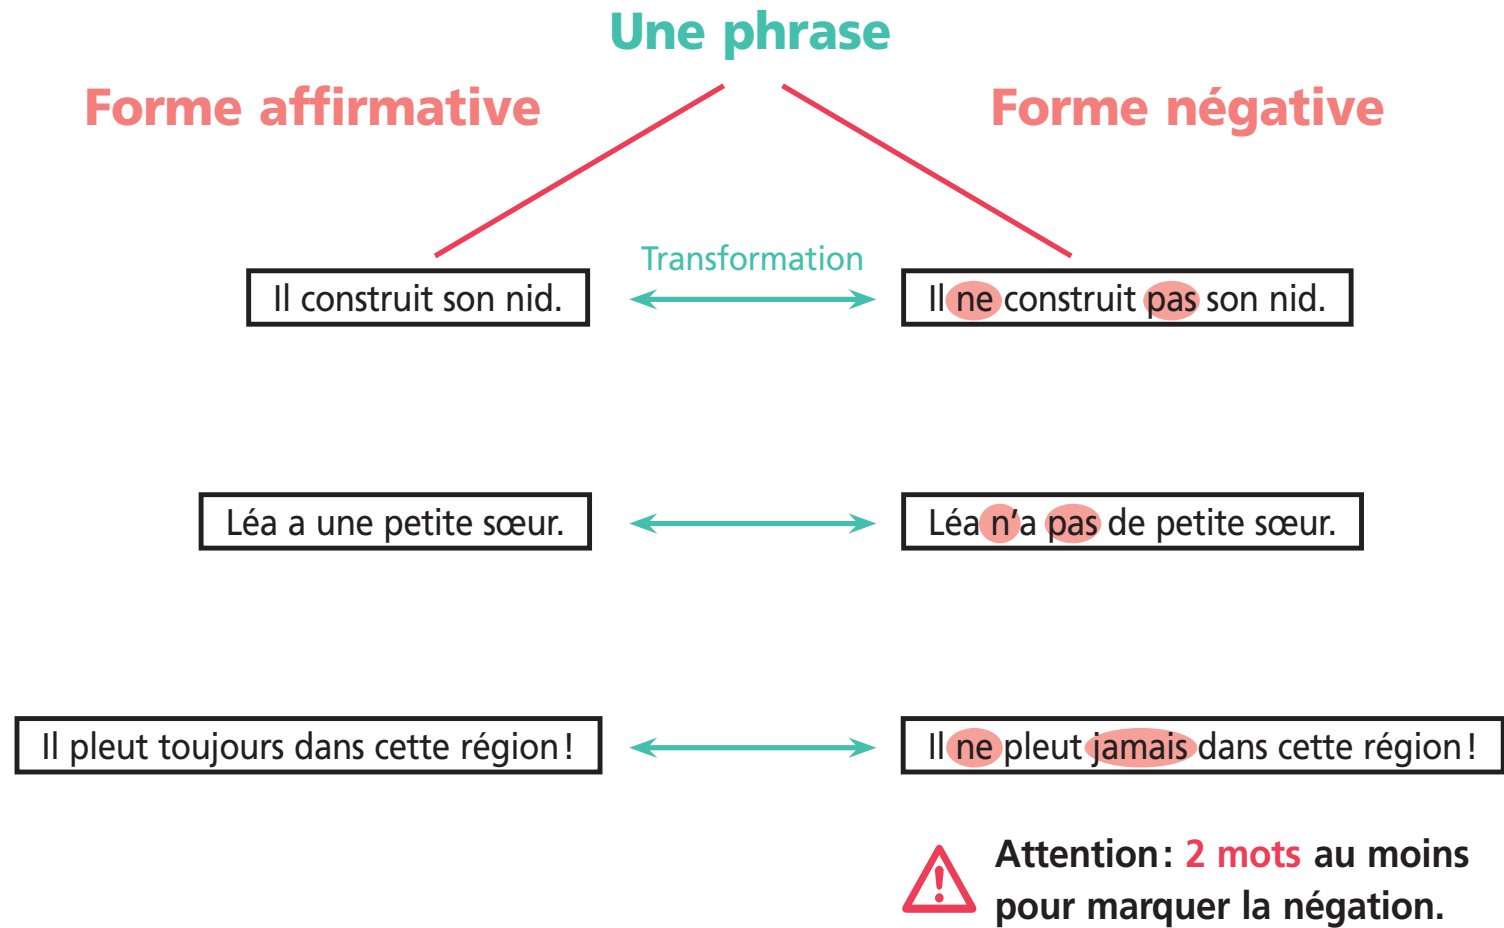 Une phrase
Forme affirmative
Forme négative
Transformation
Il construit son nid.
Il ne construit pas son nid.
Léa a une petite sœur.
Léa n’a pas de petite sœur.
Il pleut toujours dans cette région !
Il ne pleut jamais dans cette région !
Attention : 2 mots au moins
pour marquer la négation.